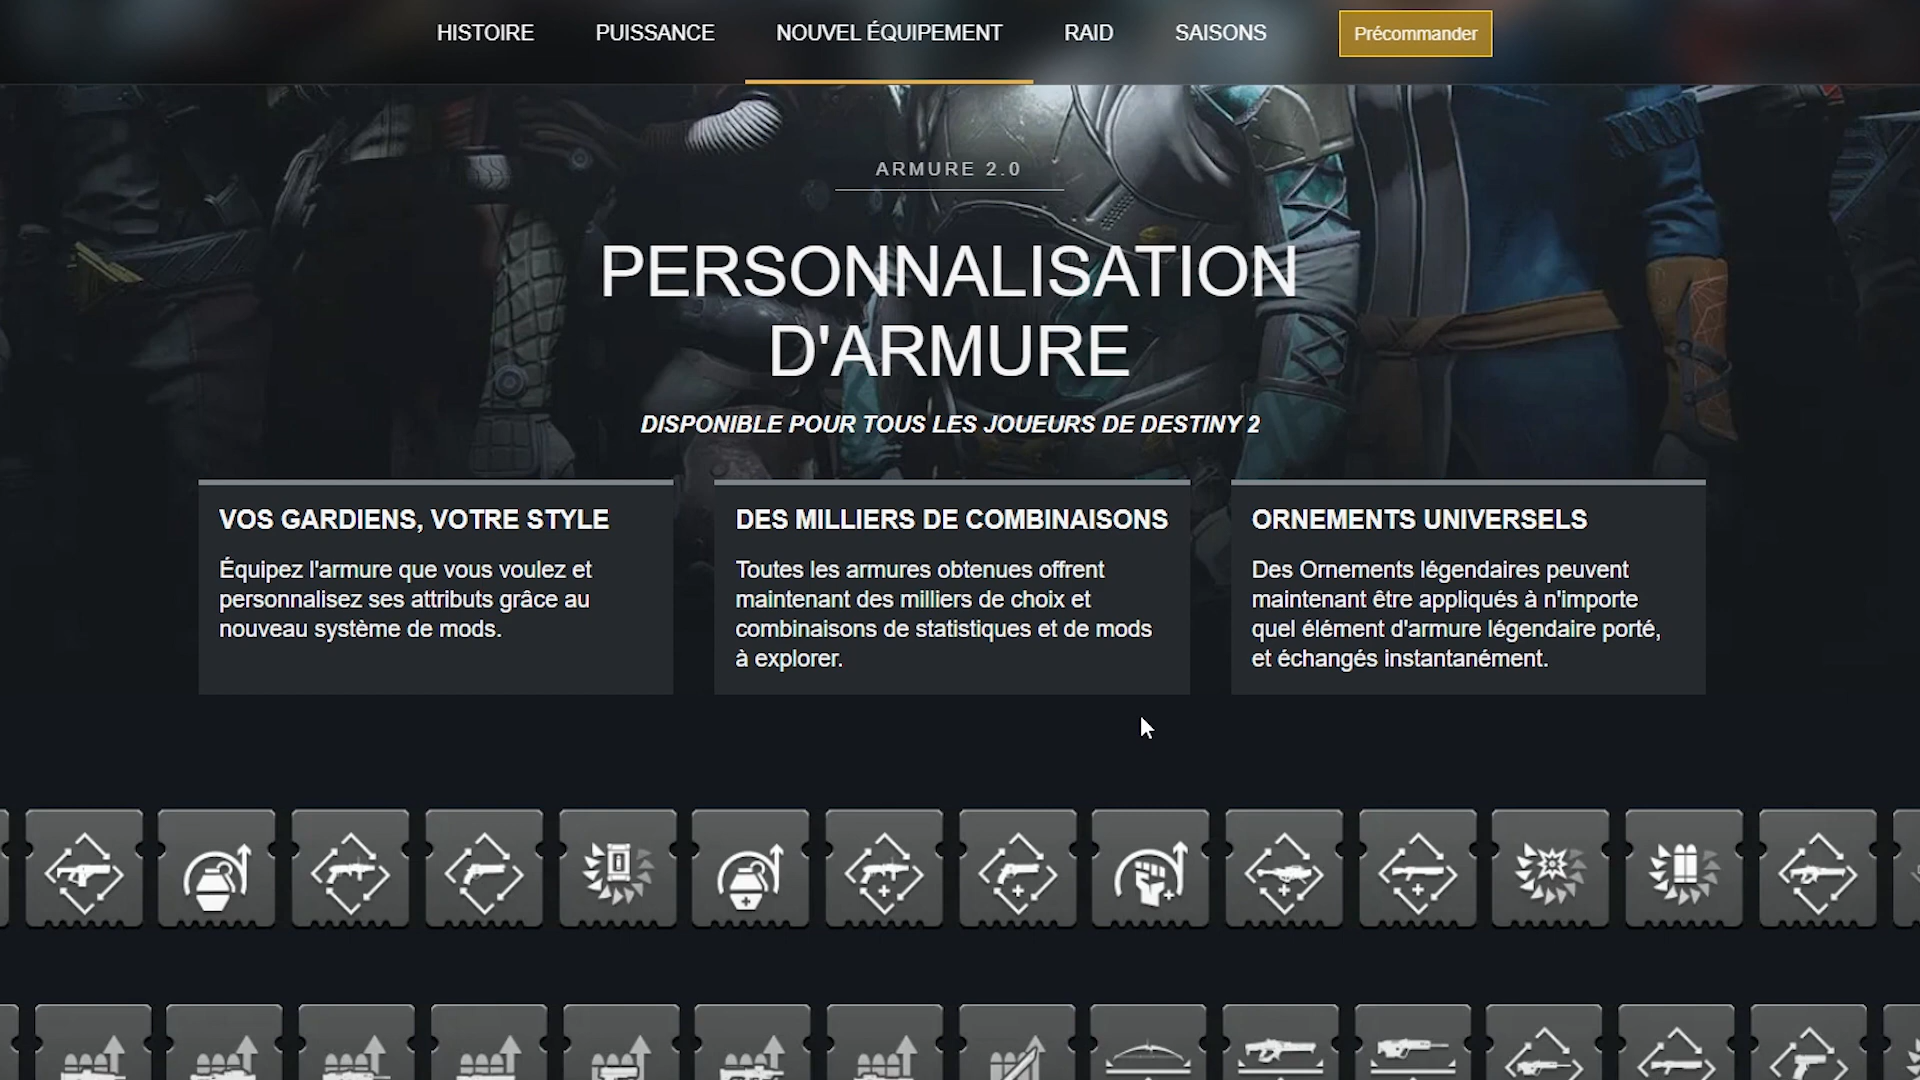 HISTOIRE PUISSANCE NOUVEL ÉQUIPEMENT RAID SAISONS Précommander
ARMURE 2.0
PERSONNALISATION
D'ARMURE
DISPONIBLE POUR TOUS LES JOUEURS DE DESTINY 2
VOS GARDIENS, VOTRE STYLE
Équipez l'armure que vous voulez et
personnalisez ses attributs grâce au
nouveau système de mods.
DES MILLIERS DE COMBINAISONS
Toutes les armures obtenues offrent
maintenant des milliers de choix et
combinaisons de statistiques et de mods
à explorer.
ORNEMENTS UNIVERSELS
Des Ornements légendaires peuvent
maintenant être appliqués à n'importe
quel élément d'armure légendaire porté,
et échangés instantanément.